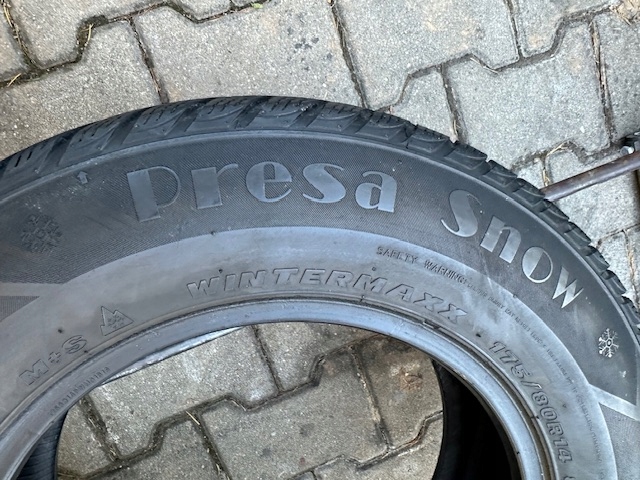 Presa Snow
SAFETY WARNING
WINTERMAXX
175/80R14
M+S